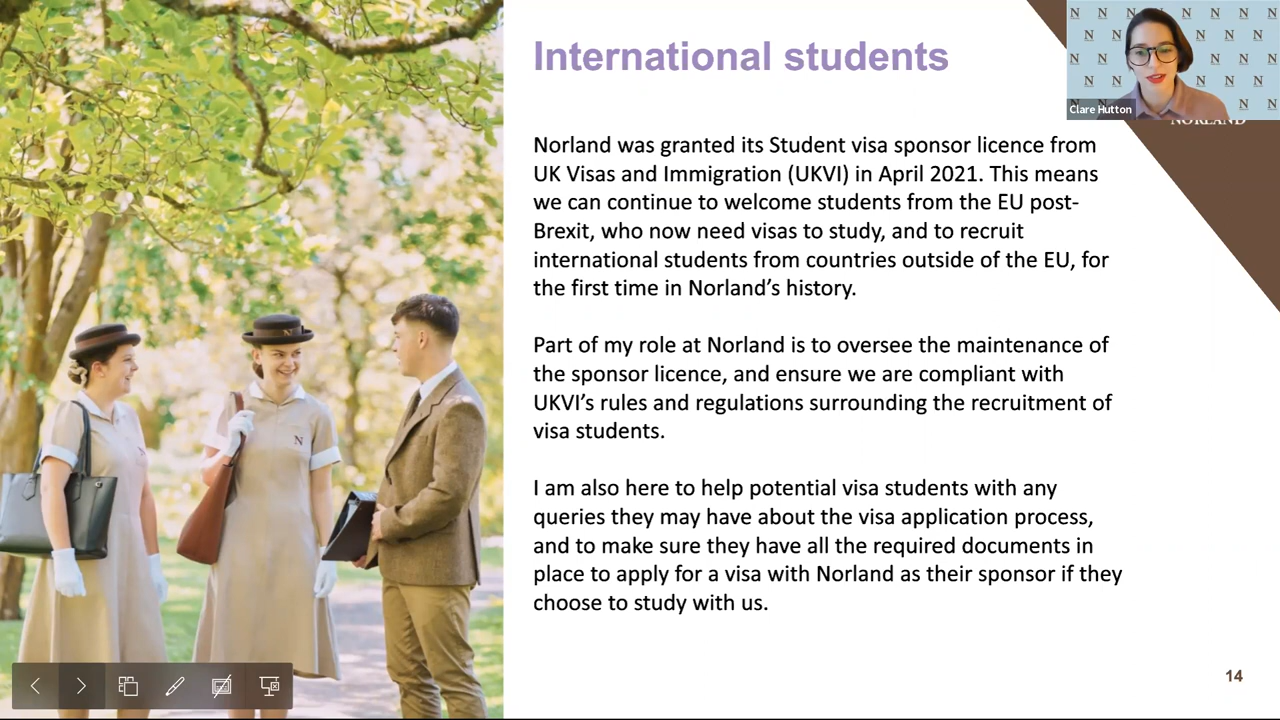 International students
Clare Hutton
NORLAND
Norland was granted its Student visa sponsor licence from
UK Visas and Immigration (UKVI) in April 2021. This means
we can continue to welcome students from the EU post-
Brexit, who now need visas to study, and to recruit
international students from countries outside of the EU, for
the first time in Norland’s history.
Part of my role at Norland is to oversee the maintenance of
the sponsor licence, and ensure we are compliant with
UKVI’s rules and regulations surrounding the recruitment of
visa students.
I am also here to help potential visa students with any
queries they may have about the visa application process,
and to make sure they have all the required documents in
place to apply for a visa with Norland as their sponsor if they
choose to study with us.
14